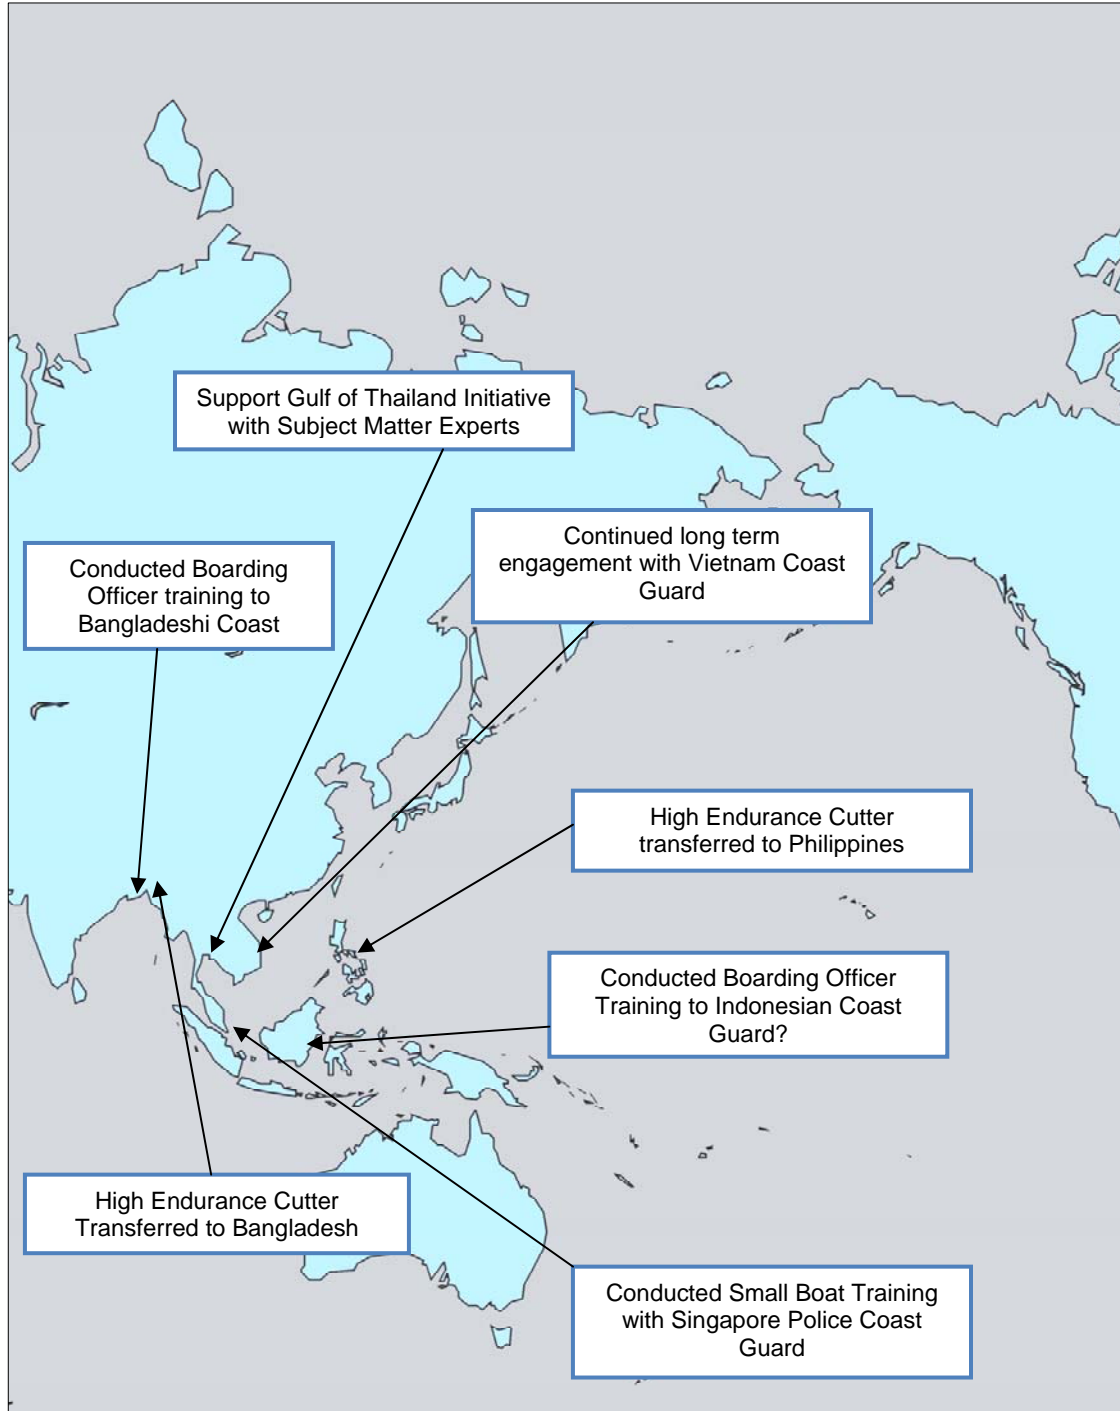 Support Gulf of Thailand Initiative
with Subject Matter Experts
Continued long term
engagement with Vietnam Coast
Guard
Conducted Boarding
Officer training to
Bangladeshi Coast
High Endurance Cutter
transferred to Philippines
Conducted Boarding Officer
Training to Indonesian Coast
Guard?
High Endurance Cutter
Transferred to Bangladesh
Conducted Small Boat Training
with Singapore Police Coast
Guard